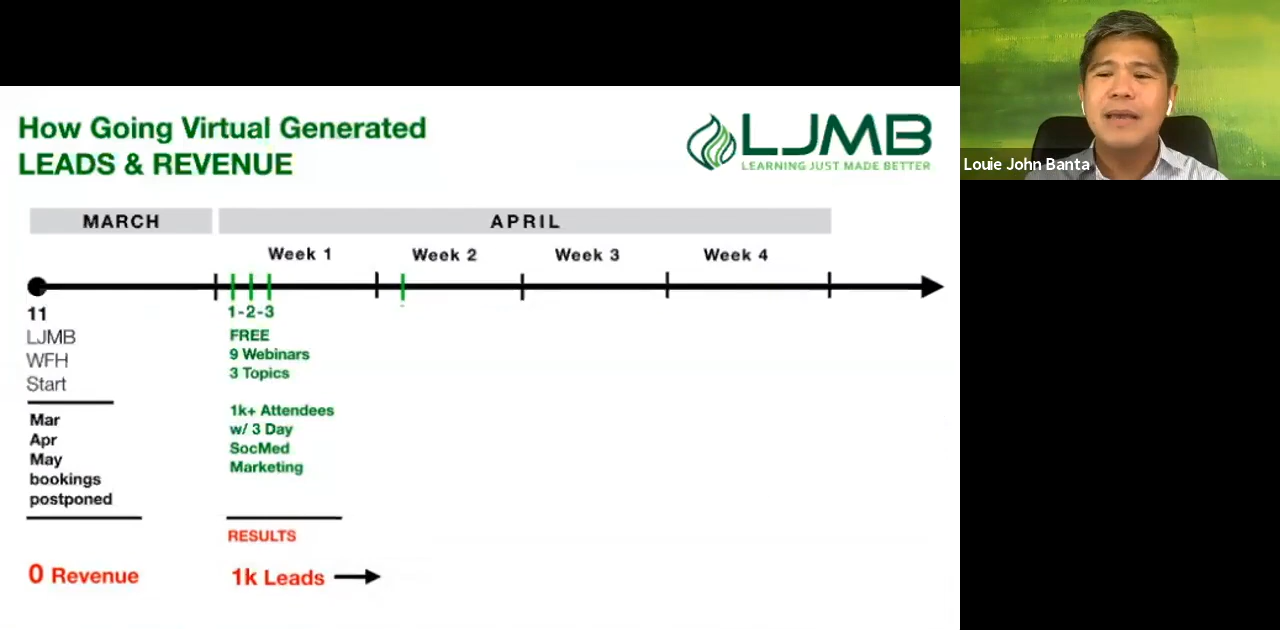 How Going Virtual Generated
LEADS & REVENUE
LJMB
LEARNING JUST MADE BETTER
Louie John Banta
MARCH
APRIL
Week 1
Week 2
Week 3
Week 4
11
LJMB
WFH
Start
Mar
Apr
May
bookings
postponed
0 Revenue
1-2-3
FREE
9 Webinars
3 Topics
1k+ Attendees
w/ 3 Day
SocMed
Marketing
RESULTS
1k Leads